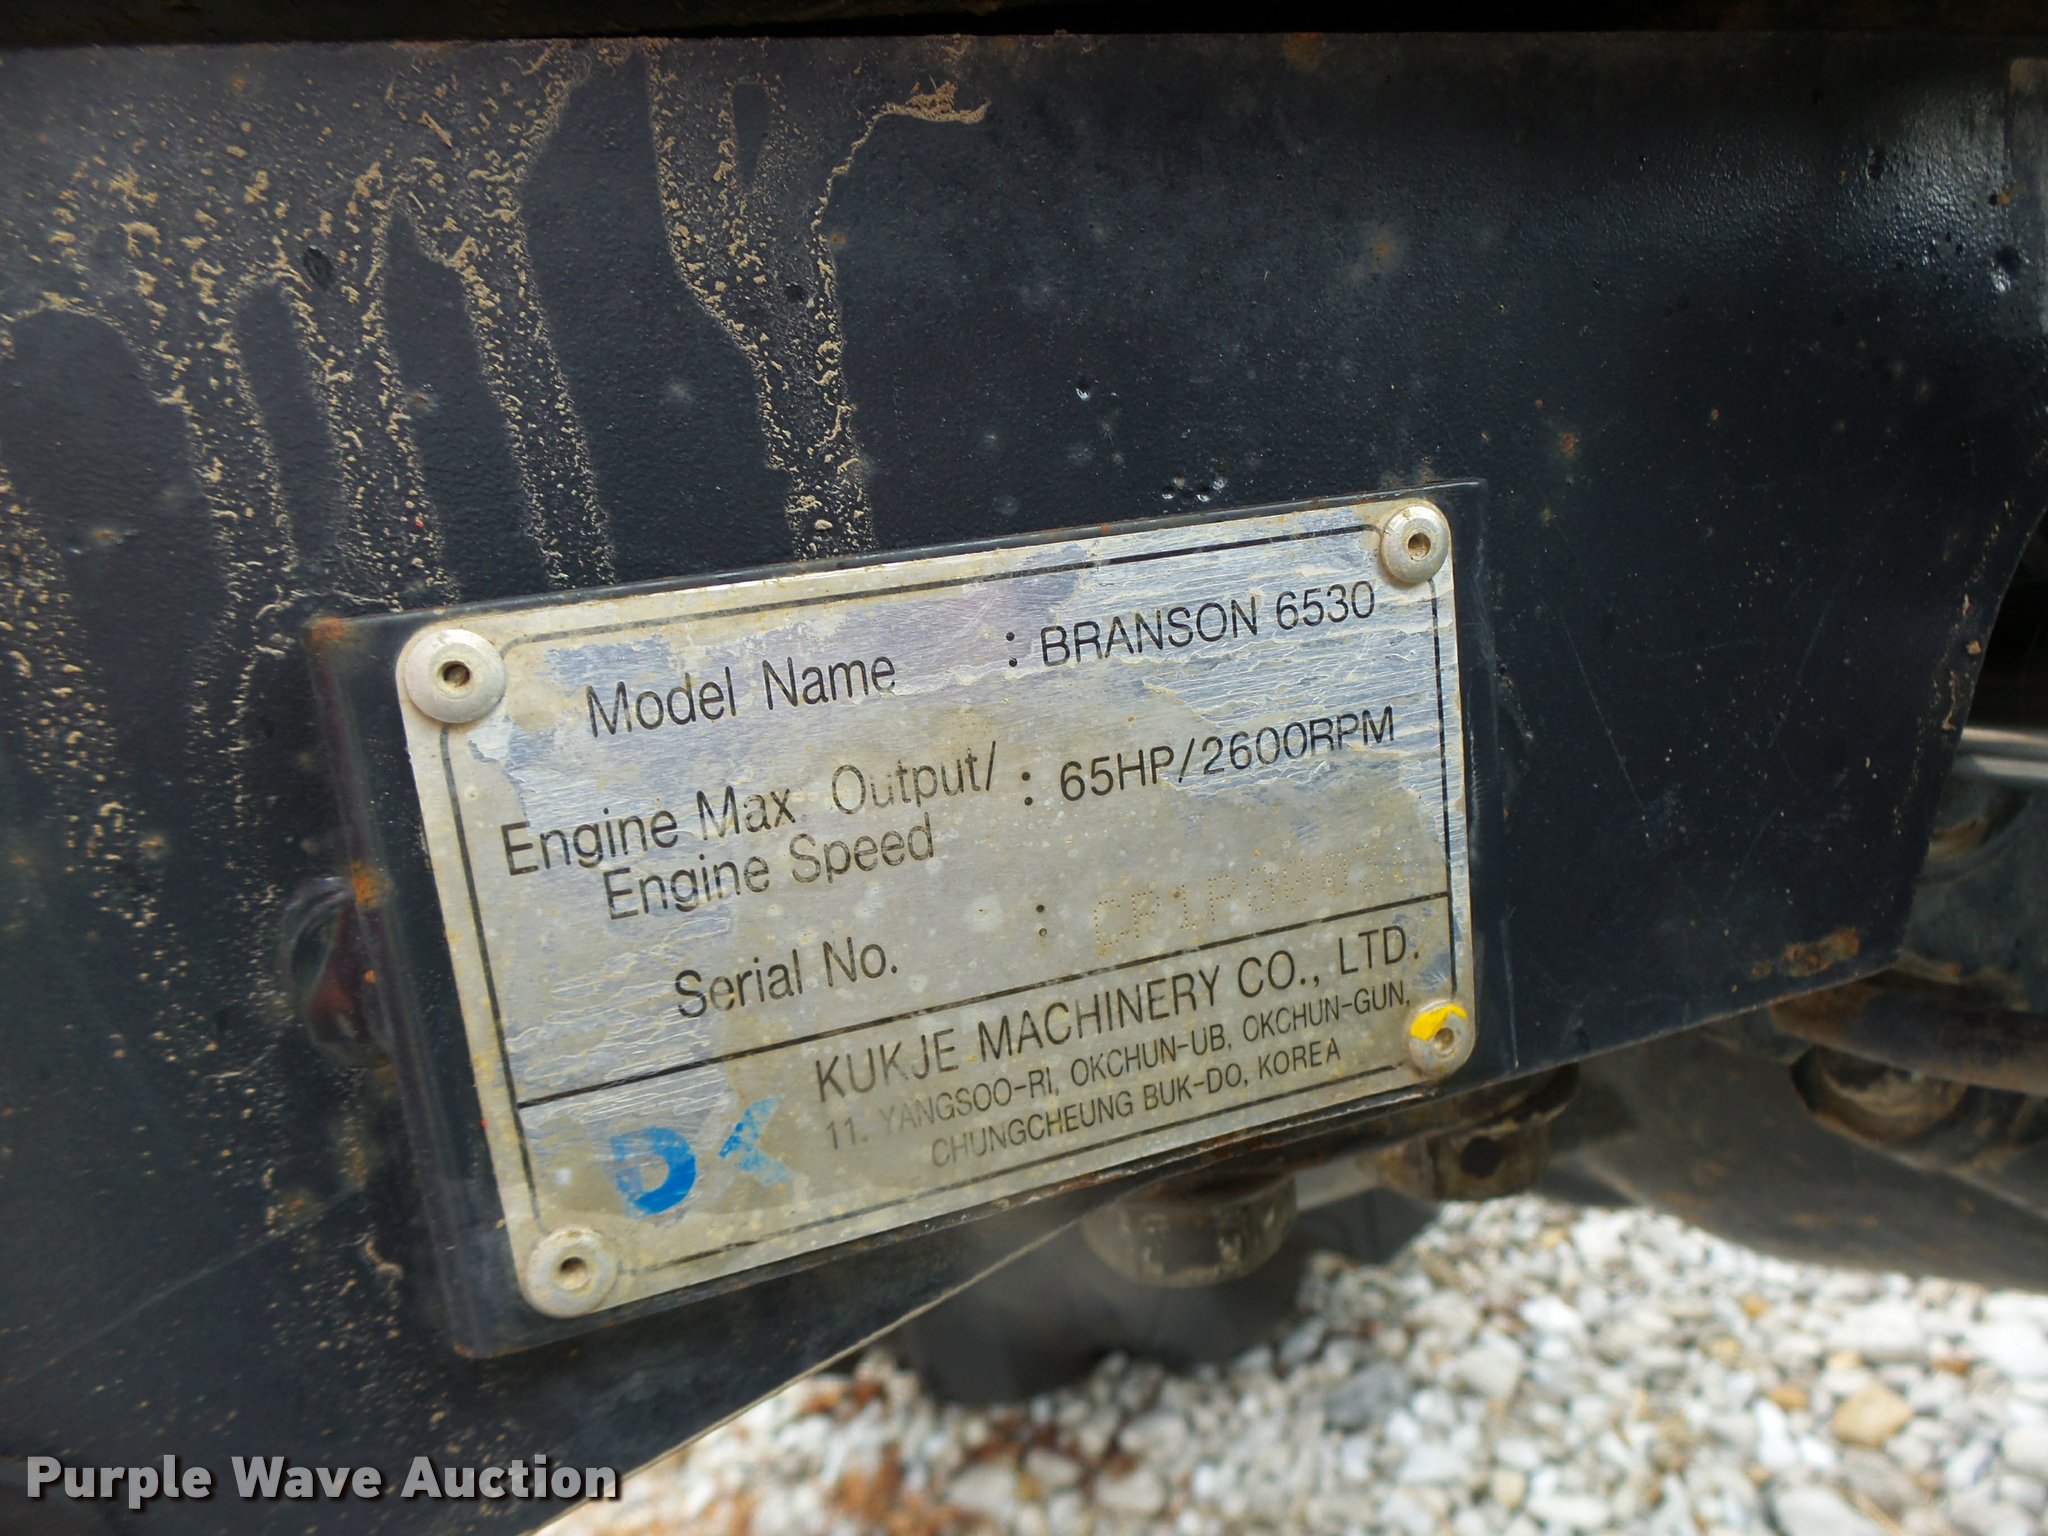 Model Name : BRANSON 6530
Engine Max. Output/ : 65HP/2600RPM
Engine Speed
Serial No. :
KUKJE MACHINERY CO., LTD.
11. YANGSOO-RI, OKCHUN-UB, OKCHUN-GUN,
CHUNGCHEUNG BUK-DO, KOREA
Purple Wave Auction